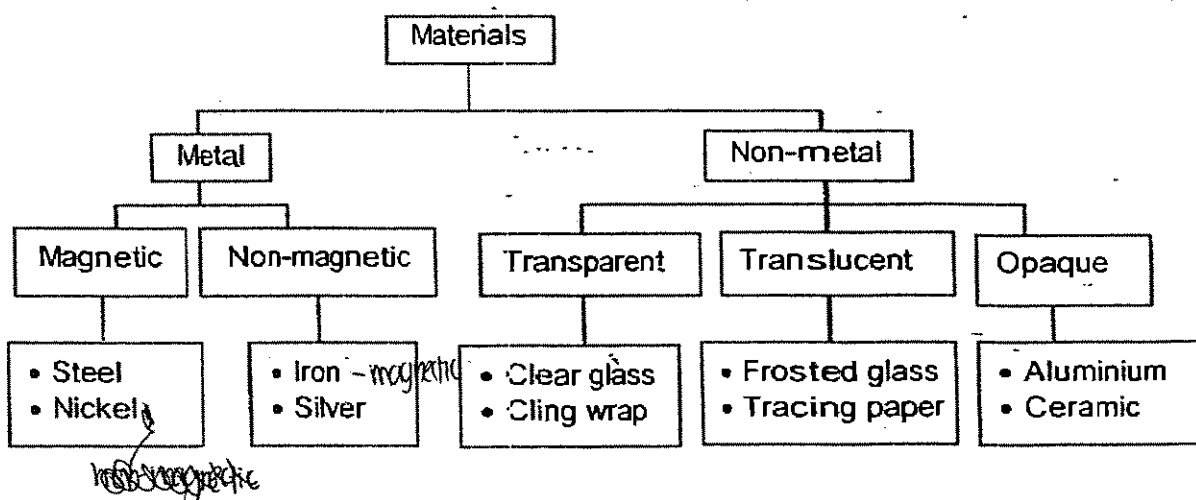 Materials
Metal
Non-metal
Magnetic
Non-magnetic
Transparent
Translucent
Opaque
• Steel
• Nickel
• Iron - magnetic
• Silver
• Clear glass
• Cling wrap
• Frosted glass
• Tracing paper
• Aluminium
• Ceramic